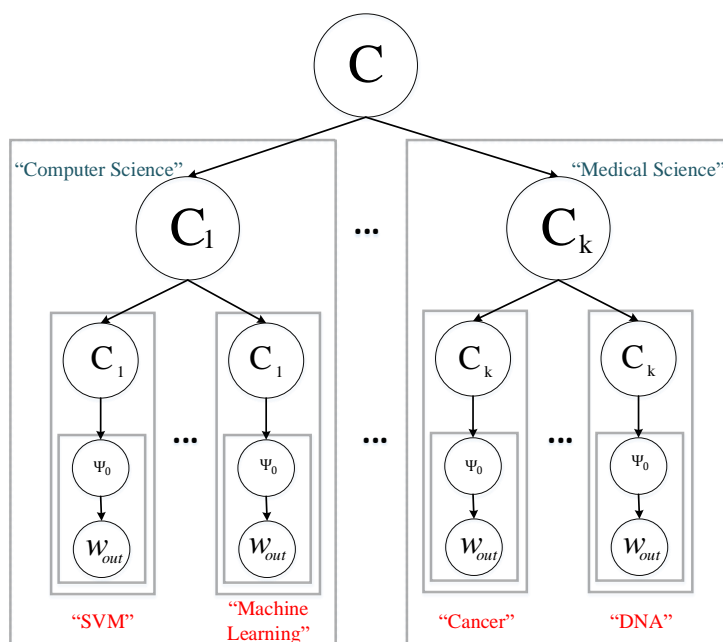 C
“Computer Science”
“Medical Science”
C1
...
Ck
C1
C1
Ck
Ck
...
...
...
Ψ0
Ψ0
Ψ0
Ψ0
wout
wout
wout
wout
“SVM”
“Machine
Learning”
“Cancer”
“DNA”